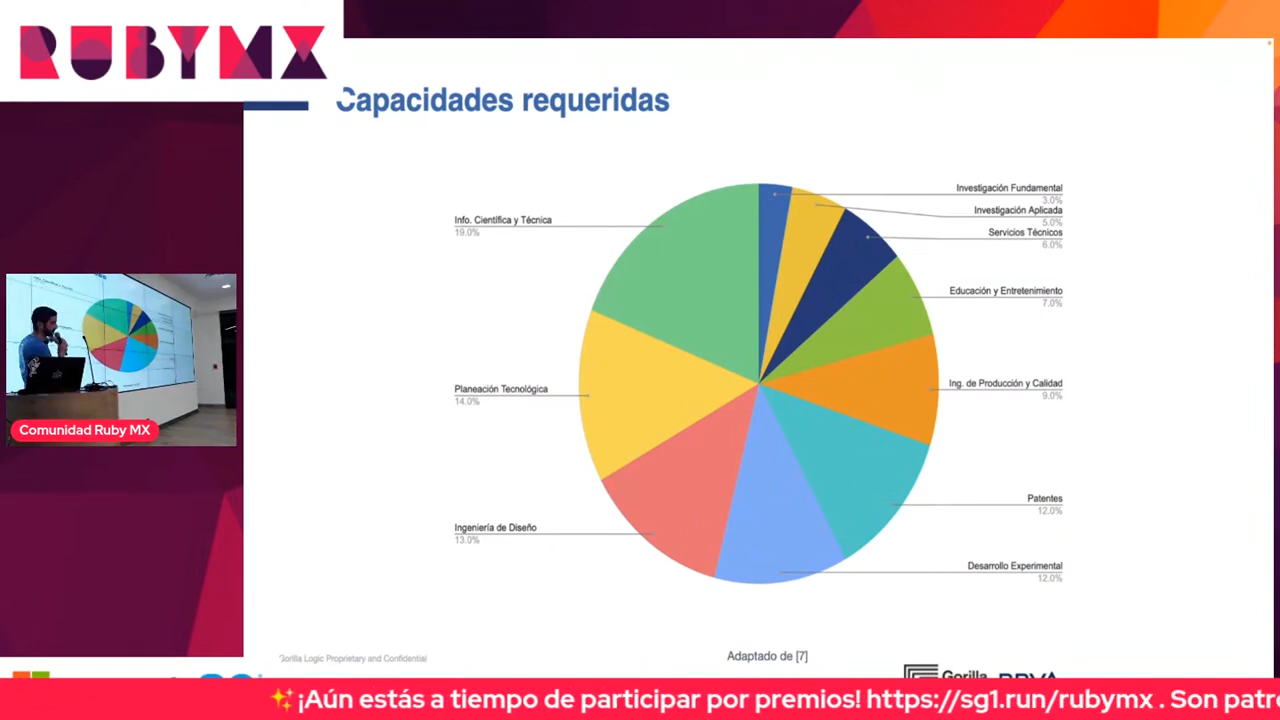 RUBYMX
Capacidades requeridas
Investigación Fundamental
3.0%
Investigación Aplicada
5.0%
Servicios Técnicos
6.0%
Info. Científica y Técnica
19.0%
Educación y Entretenimiento
7.0%
Planeación Tecnológica
14.0%
Ing. de Producción y Calidad
9.0%
Patentes
12.0%
Ingeniería de Diseño
13.0%
Desarrollo Experimental
12.0%
Comunidad Ruby MX
Gorilla Logic Proprietary and Confidential
Adaptado de [7]
Gorilla
BBVA
✨¡Aún estás a tiempo de participar por premios! https://sg1.run/rubymx . Son patro